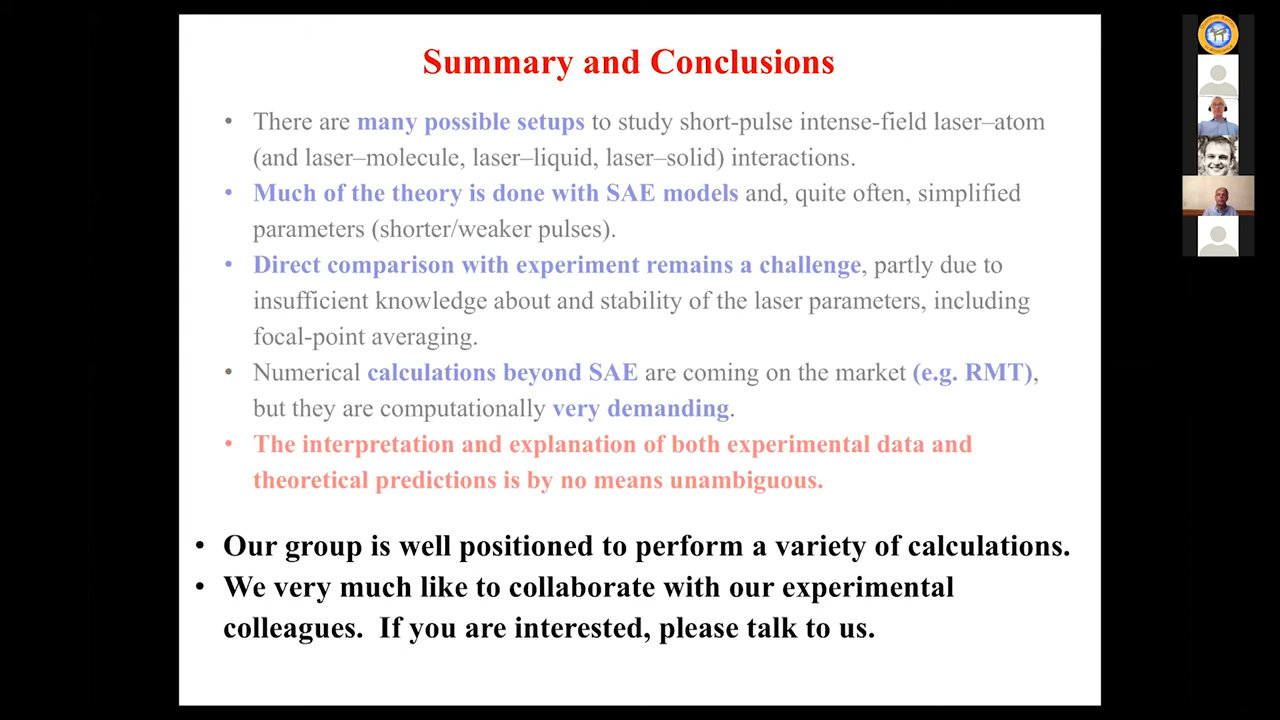 Summary and Conclusions
• There are many possible setups to study short-pulse intense-field laser–atom
(and laser–molecule, laser–liquid, laser–solid) interactions.
• Much of the theory is done with SAE models and, quite often, simplified
parameters (shorter/weaker pulses).
• Direct comparison with experiment remains a challenge, partly due to
insufficient knowledge about and stability of the laser parameters, including
focal-point averaging.
• Numerical calculations beyond SAE are coming on the market (e.g. RMT),
but they are computationally very demanding.
• The interpretation and explanation of both experimental data and
theoretical predictions is by no means unambiguous.
• Our group is well positioned to perform a variety of calculations.
• We very much like to collaborate with our experimental
colleagues. If you are interested, please talk to us.